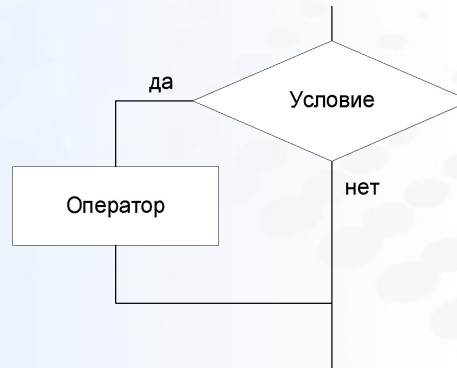 да
Условие
нет
Оператор